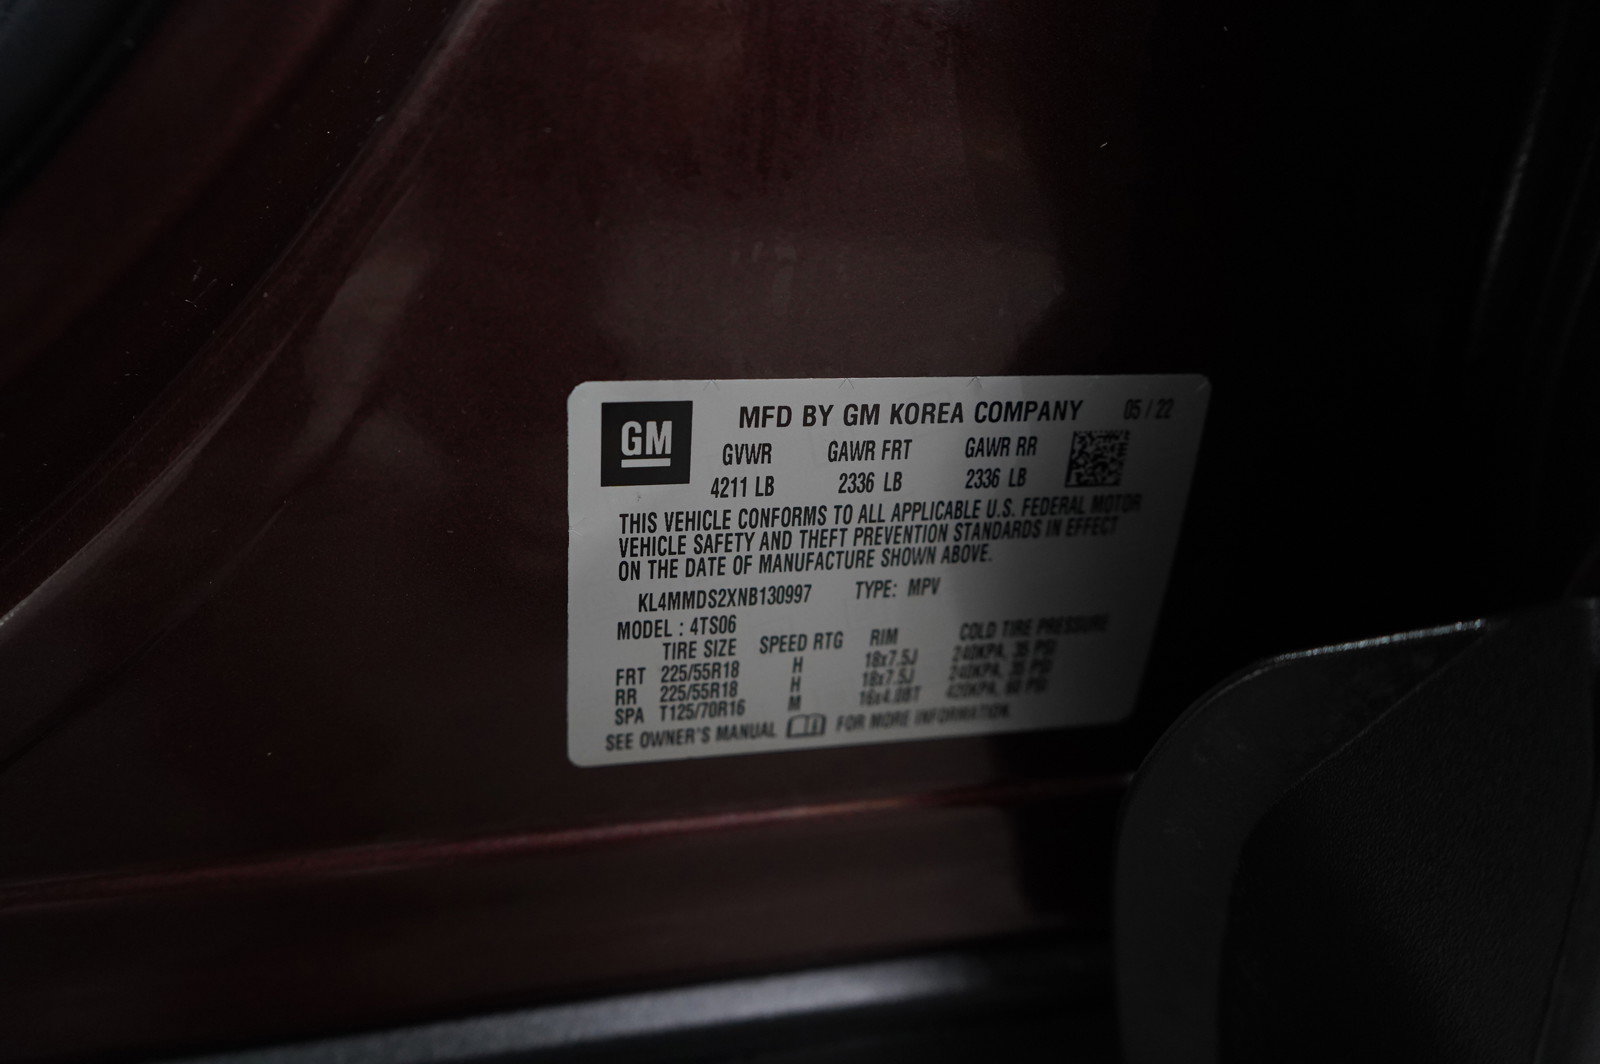 GM
MFD BY GM KOREA COMPANY 05 / 22
GVWR GAWR FRT GAWR RR
4211 LB 2336 LB 2336 LB
THIS VEHICLE CONFORMS TO ALL APPLICABLE U.S. FEDERAL MOTOR
VEHICLE SAFETY AND THEFT PREVENTION STANDARDS IN EFFECT
ON THE DATE OF MANUFACTURE SHOWN ABOVE.
KL4MMDS2XNB130997 TYPE: MPV
MODEL : 4TS06
TIRE SIZE SPEED RTG RIM COLD TIRE PRESSURE
FRT 225/55R18 H 18x7.5J 240KPA, 35 PSI
RR 225/55R18 H 18x7.5J 240KPA, 35 PSI
SPA T125/70R16 M 16x4.0BT 420KPA, 60 PSI
SEE OWNER'S MANUAL FOR MORE INFORMATION.